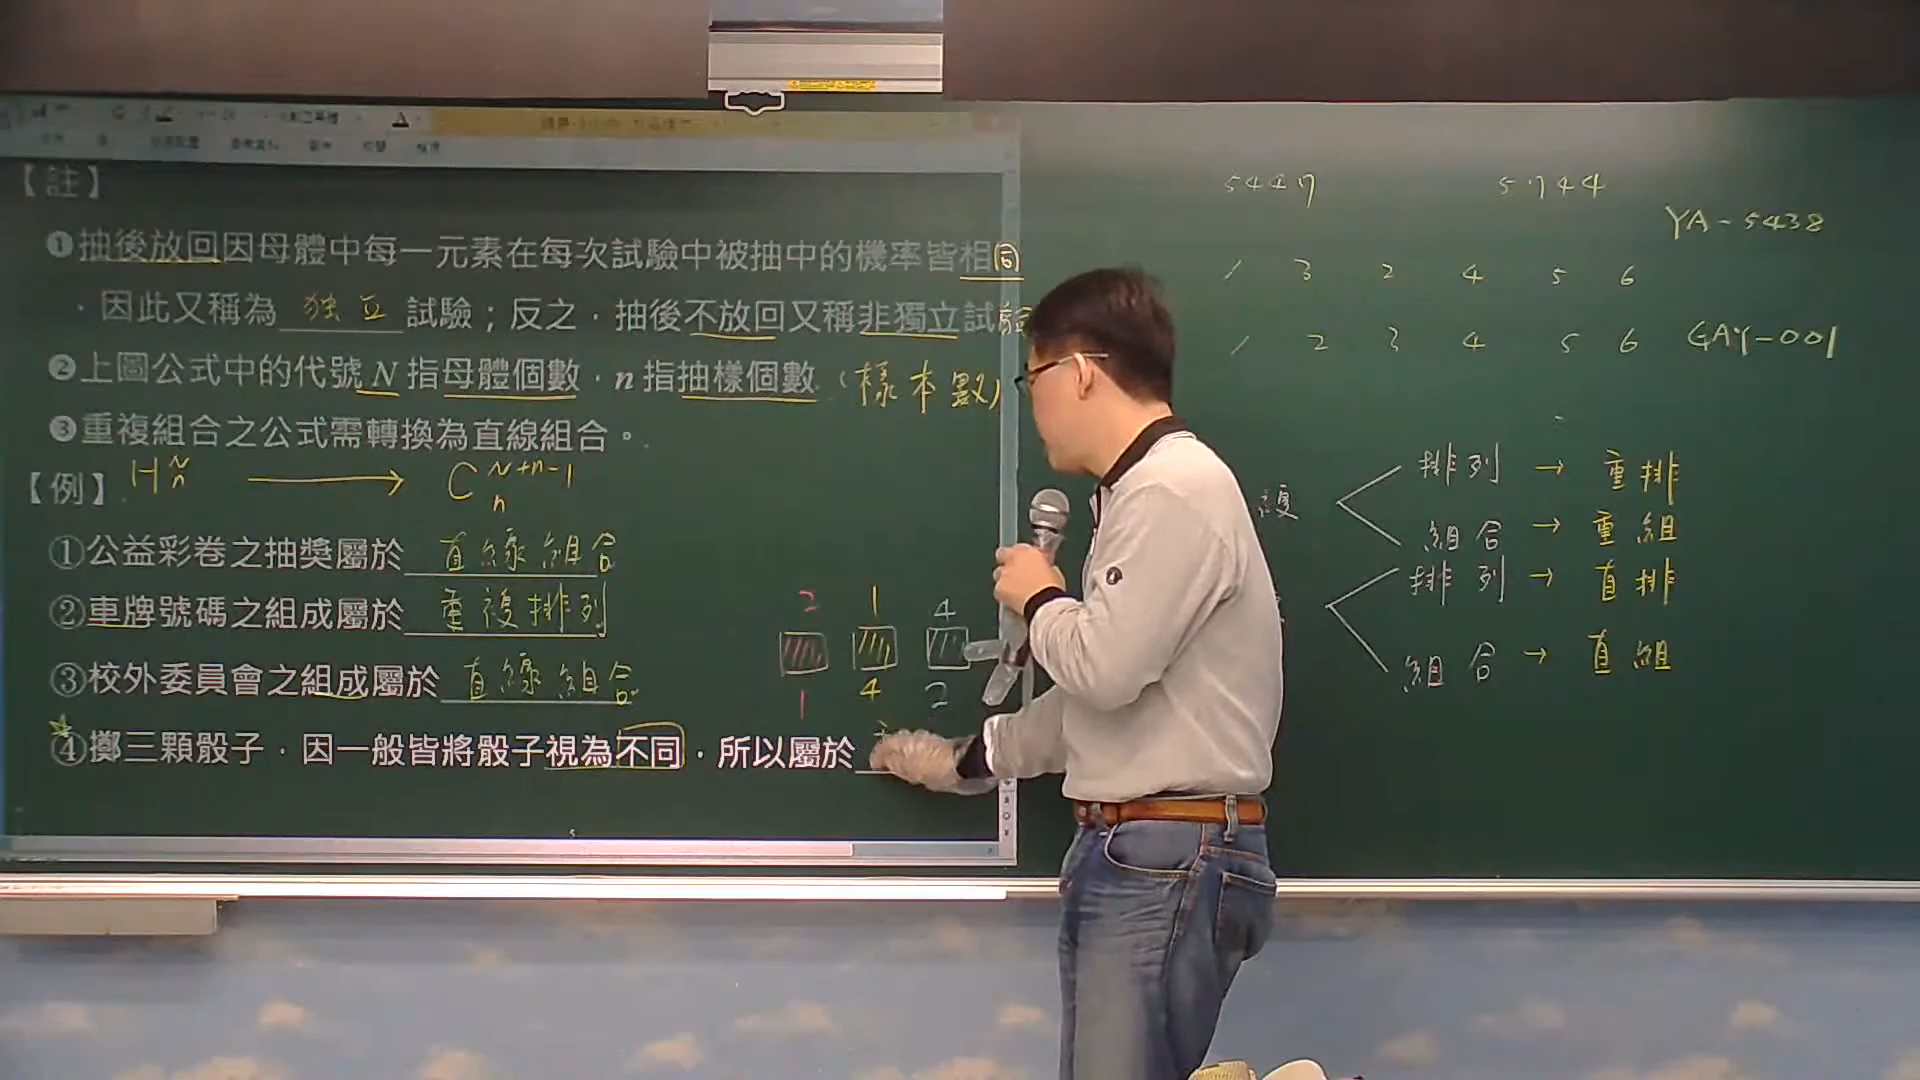 【註】
❶抽後放回因母體中每一元素在每次試驗中被抽中的機率皆相同
，因此又稱為 独立 試驗；反之，抽後不放回又稱非獨立試驗
❷上圖公式中的代號 N 指母體個數，n 指抽樣個數（樣本數）
❸重複組合之公式需轉換為直線組合。
【例】 H N n → C N+n-1 n
①公益彩卷之抽獎屬於 直線組合
②車牌號碼之組成屬於 重複排列
③校外委員會之組成屬於 直線組合
④擲三顆骰子，因一般皆將骰子視為不同，所以屬於
2 1 4
1 4 2
5447 5744
YA-5438
1 3 2 4 5 6
1 2 3 4 5 6 GAY-001
複
排列 → 重排
組合 → 重組
排列 → 直排
組合 → 直組